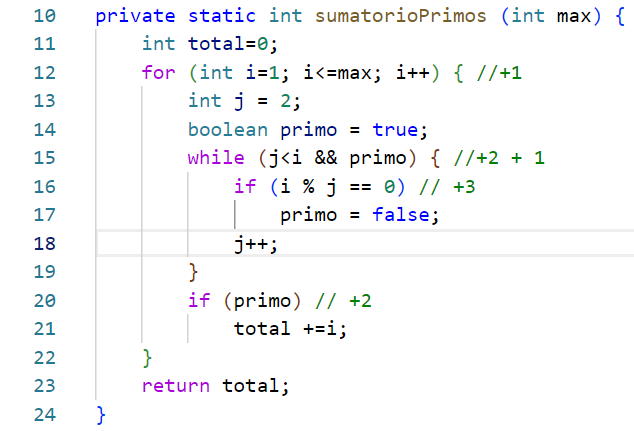 10 private static int sumatorioPrimos (int max) {
11     int total=0;
12     for (int i=1; i<=max; i++) { //+1
13         int j = 2;
14         boolean primo = true;
15         while (j<i && primo) { //+2 + 1
16             if (i % j == 0) // +3
17                 primo = false;
18             j++;
19         }
20         if (primo) // +2
21             total +=i;
22     }
23     return total;
24 }